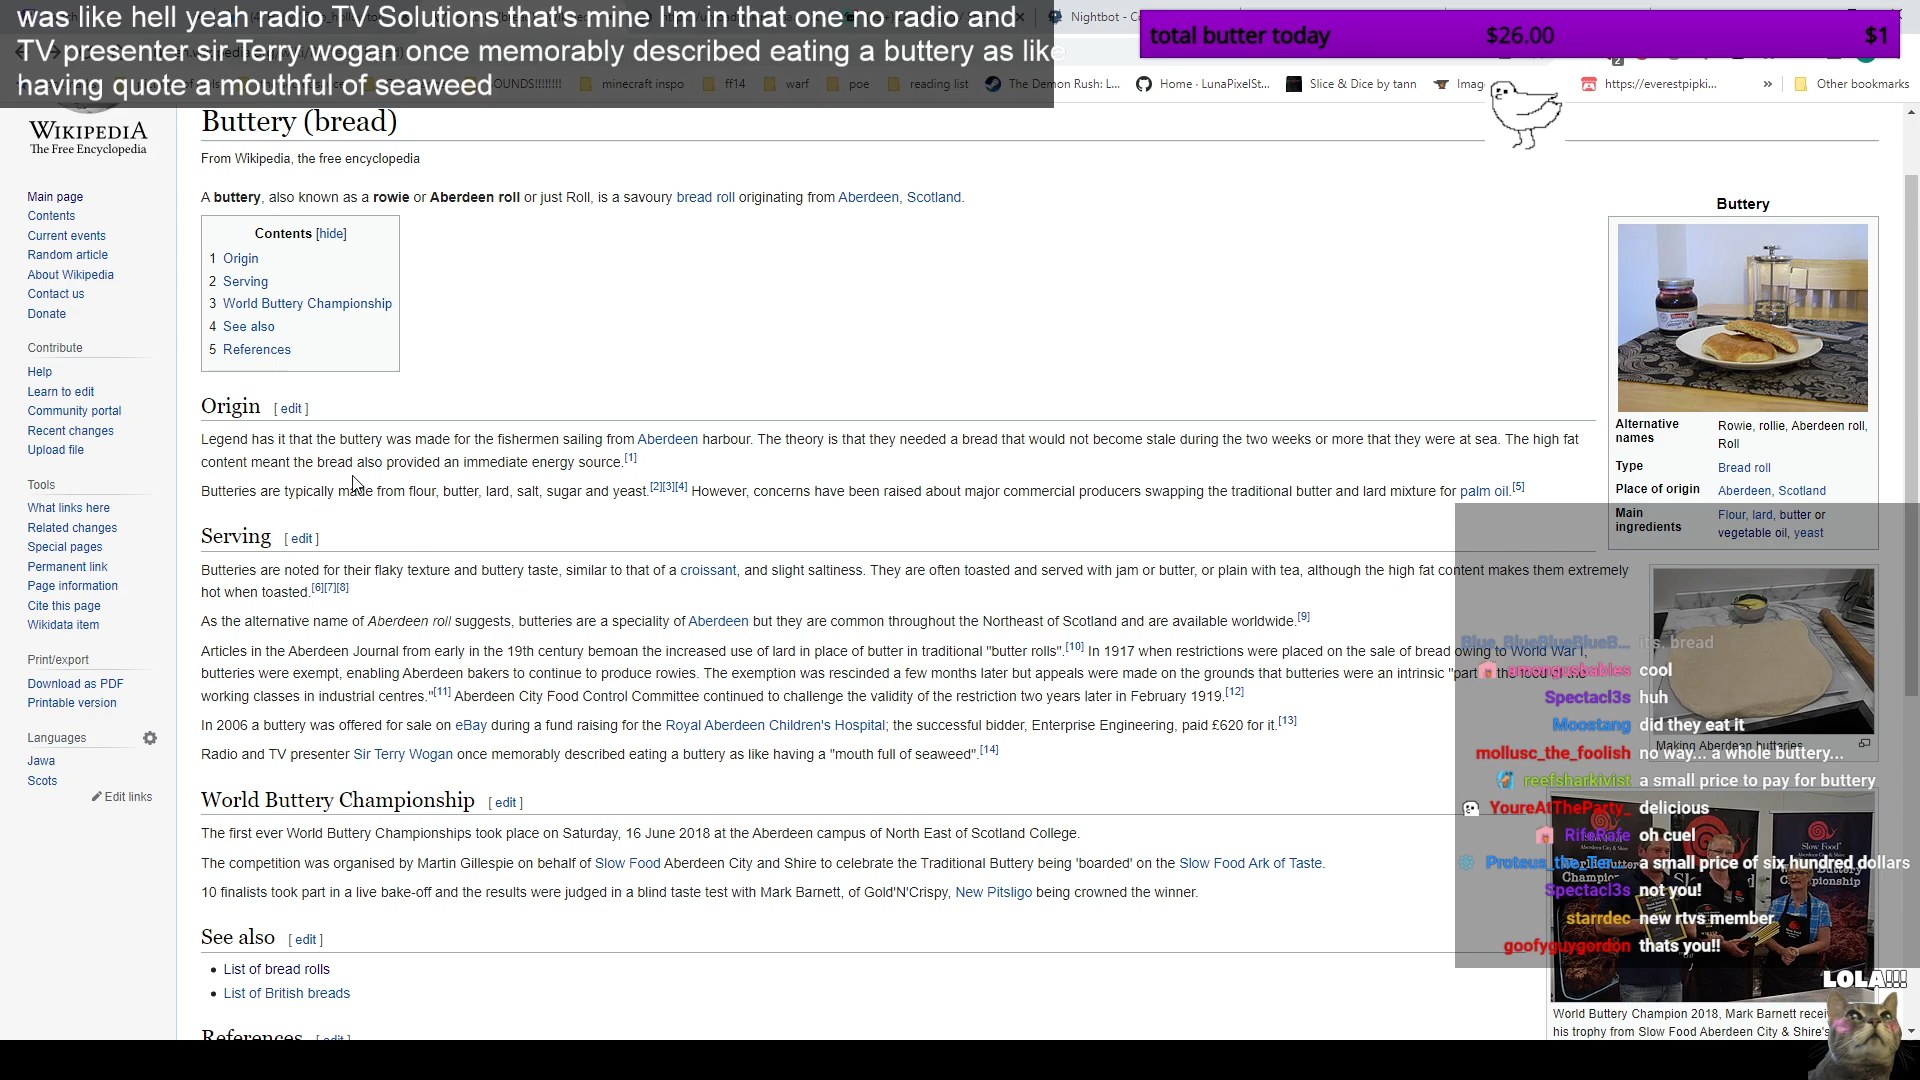 was like hell yeah radio TV Solutions that's mine I'm in that one no radio and
TV presenter sir Terry wogan once memorably described eating a buttery as like
having quite a mouthful of seaweed
Nightbot - C
total butter today $26.00 $1
OUNDS!!!!!!!! minecraft inspo ff14 warf poe reading list The Demon Rush: L... Home · LunaPixelSt... Slice & Dice by tann Imag https://everestpipki... » Other bookmarks
WIKIPEDIA
The Free Encyclopedia
Main page
Contents
Current events
Random article
About Wikipedia
Contact us
Donate
Contribute
Help
Learn to edit
Community portal
Recent changes
Upload file
Tools
What links here
Related changes
Special pages
Permanent link
Page information
Cite this page
Wikidata item
Print/export
Download as PDF
Printable version
Languages
Jawa
Scots
Edit links
Buttery (bread)
From Wikipedia, the free encyclopedia
A buttery, also known as a rowie or Aberdeen roll or just Roll, is a savoury bread roll originating from Aberdeen, Scotland.
Contents [hide]
1 Origin
2 Serving
3 World Buttery Championship
4 See also
5 References
Origin [ edit ]
Legend has it that the buttery was made for the fishermen sailing from Aberdeen harbour. The theory is that they needed a bread that would not become stale during the two weeks or more that they were at sea. The high fat
content meant the bread also provided an immediate energy source.[1]
Butteries are typically made from flour, butter, lard, salt, sugar and yeast.[2][3][4] However, concerns have been raised about major commercial producers swapping the traditional butter and lard mixture for palm oil.[5]
Serving [ edit ]
Butteries are noted for their flaky texture and buttery taste, similar to that of a croissant, and slight saltiness. They are often toasted and served with jam or butter, or plain with tea, although the high fat content makes them extremely
hot when toasted.[6][7][8]
As the alternative name of Aberdeen roll suggests, butteries are a speciality of Aberdeen but they are common throughout the Northeast of Scotland and are available worldwide.[9]
Articles in the Aberdeen Journal from early in the 19th century bemoan the increased use of lard in place of butter in traditional "butter rolls".[10] In 1917 when restrictions were placed on the sale of bread owing to World War I,
butteries were exempt, enabling Aberdeen bakers to continue to produce rowies. The exemption was rescinded a few months later but appeals were made on the grounds that butteries were an intrinsic "part
working classes in industrial centres."[11] Aberdeen City Food Control Committee continued to challenge the validity of the restriction two years later in February 1919.[12]
In 2006 a buttery was offered for sale on eBay during a fund raising for the Royal Aberdeen Children's Hospital; the successful bidder, Enterprise Engineering, paid £620 for it.[13]
Radio and TV presenter Sir Terry Wogan once memorably described eating a buttery as like having a "mouth full of seaweed".[14]
World Buttery Championship [ edit ]
The first ever World Buttery Championships took place on Saturday, 16 June 2018 at the Aberdeen campus of North East of Scotland College.
The competition was organised by Martin Gillespie on behalf of Slow Food Aberdeen City and Shire to celebrate the Traditional Buttery being 'boarded' on the Slow Food Ark of Taste.
10 finalists took part in a live bake-off and the results were judged in a blind taste test with Mark Barnett, of Gold'N'Crispy, New Pitsligo being crowned the winner.
See also [ edit ]
• List of bread rolls
• List of British breads
References [ edit ]
Buttery
Alternative names Rowie, rollie, Aberdeen roll,
Roll
Type Bread roll
Place of origin Aberdeen, Scotland
Main ingredients Flour, lard, butter or
vegetable oil, yeast
Making Aberdeen butteries
Blue_BlueBlueBlueB... it's. bread
amongusbabies cool
Spectacl3s huh
Moostang did they eat it
mollusc_the_foolish no way... a whole buttery...
reefsharkivist a small price to pay for buttery
YoureAtTheParty_ delicious
RifeRafe oh cuel
Proteus_the_Ter... a small price of six hundred dollars
Spectacl3s not you!
starrdec new rtvs member
goofyguygordon thats you!!
LOLA!!!
World Buttery Champion 2018, Mark Barnett recei
his trophy from Slow Food Aberdeen City & Shire's